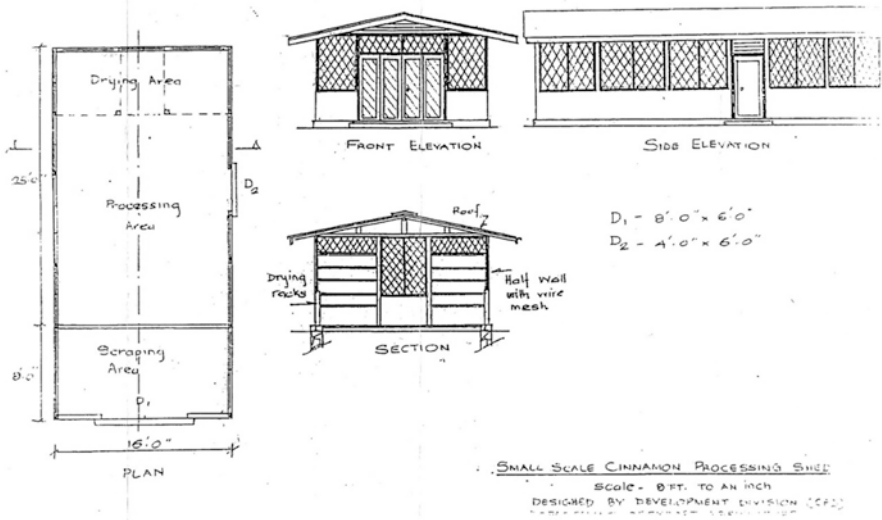 Drying Area
25'.0"
Processing
Area
D2
A
Scraping
Area
8'.0"
D1
16'.0"
PLAN
FRONT ELEVATION
SIDE ELEVATION
Roof
Drying
racks
Half Wall
with wire
mesh
SECTION
D1 - 8'.0" x 6'.0"
D2 - 4'.0" x 6'.0"
SMALL SCALE CINNAMON PROCESSING SHED
Scale - 8 FT. TO AN inch
DESIGNED BY DEVELOPMENT DIVISION